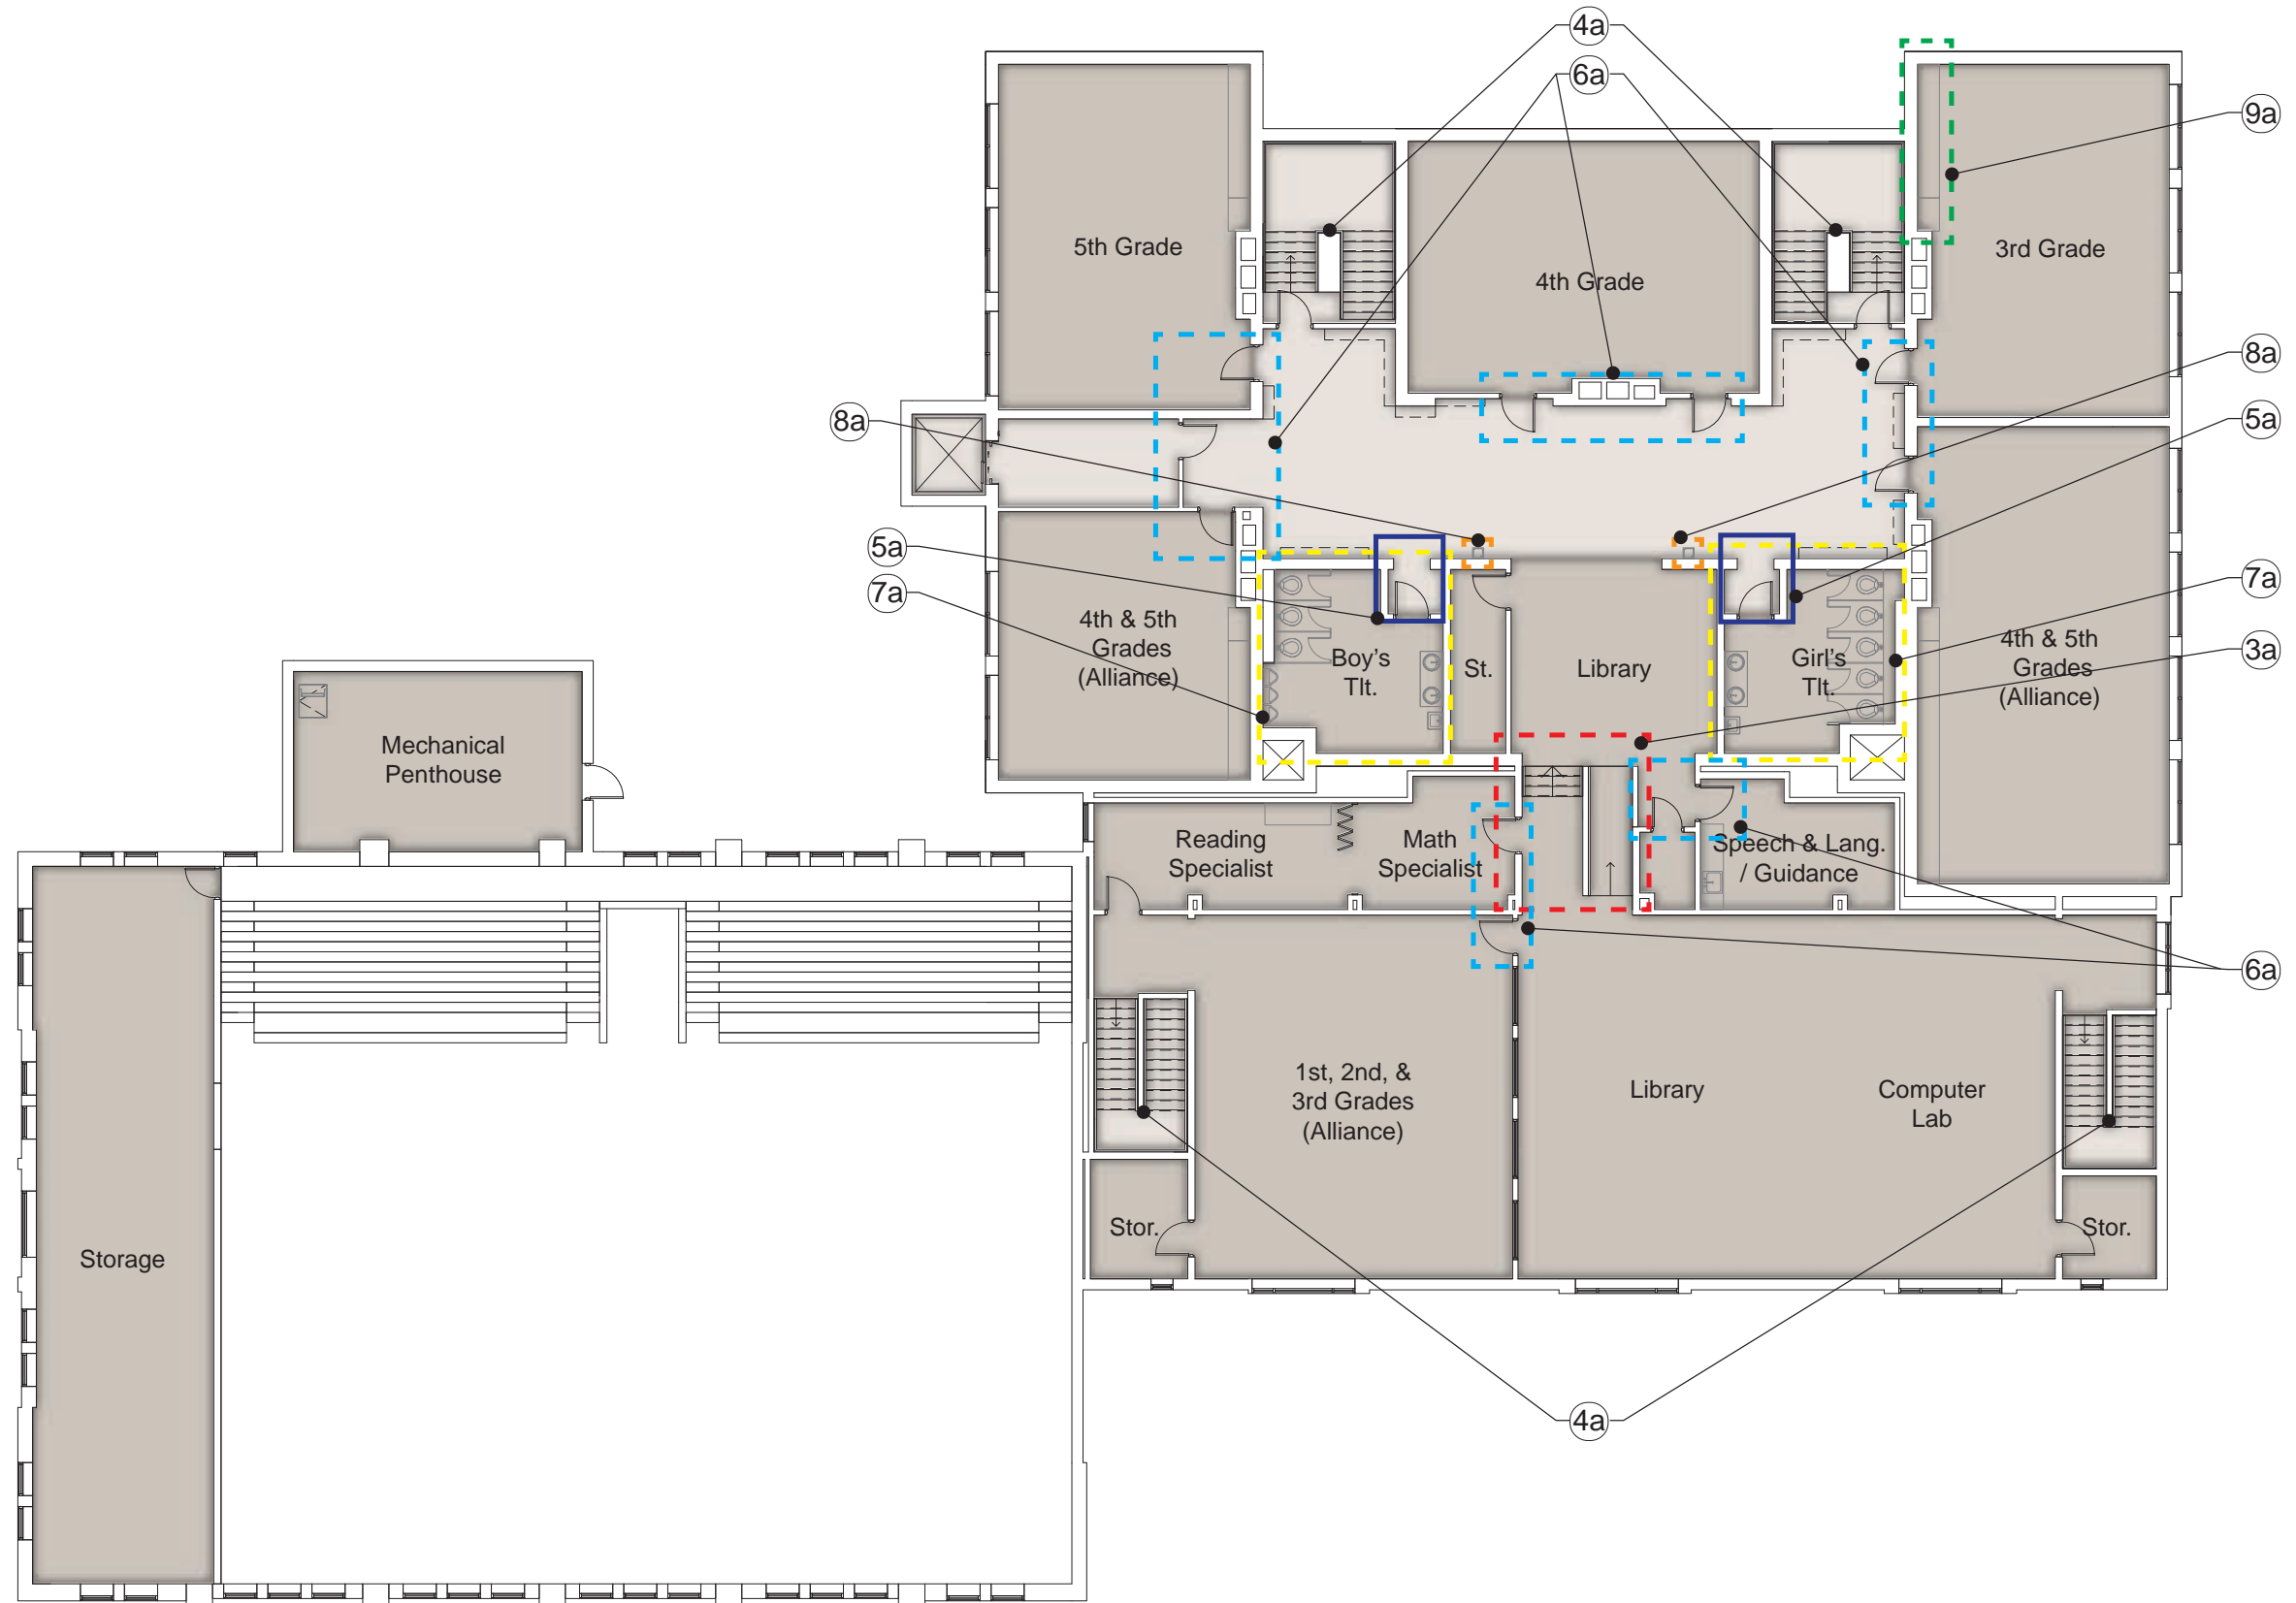 4a
6a
9a
5th Grade
3rd Grade
4th Grade
8a
8a
5a
5a
7a
7a
4th & 5th
Grades
(Alliance)
Boy's
Tlt.
St.
Library
Girl's
Tlt.
4th & 5th
Grades
(Alliance)
3a
Mechanical
Penthouse
Reading
Specialist
Math
Specialist
Speech & Lang.
/ Guidance
6a
1st, 2nd, &
3rd Grades
(Alliance)
Library
Computer
Lab
Stor.
Stor.
Storage
4a